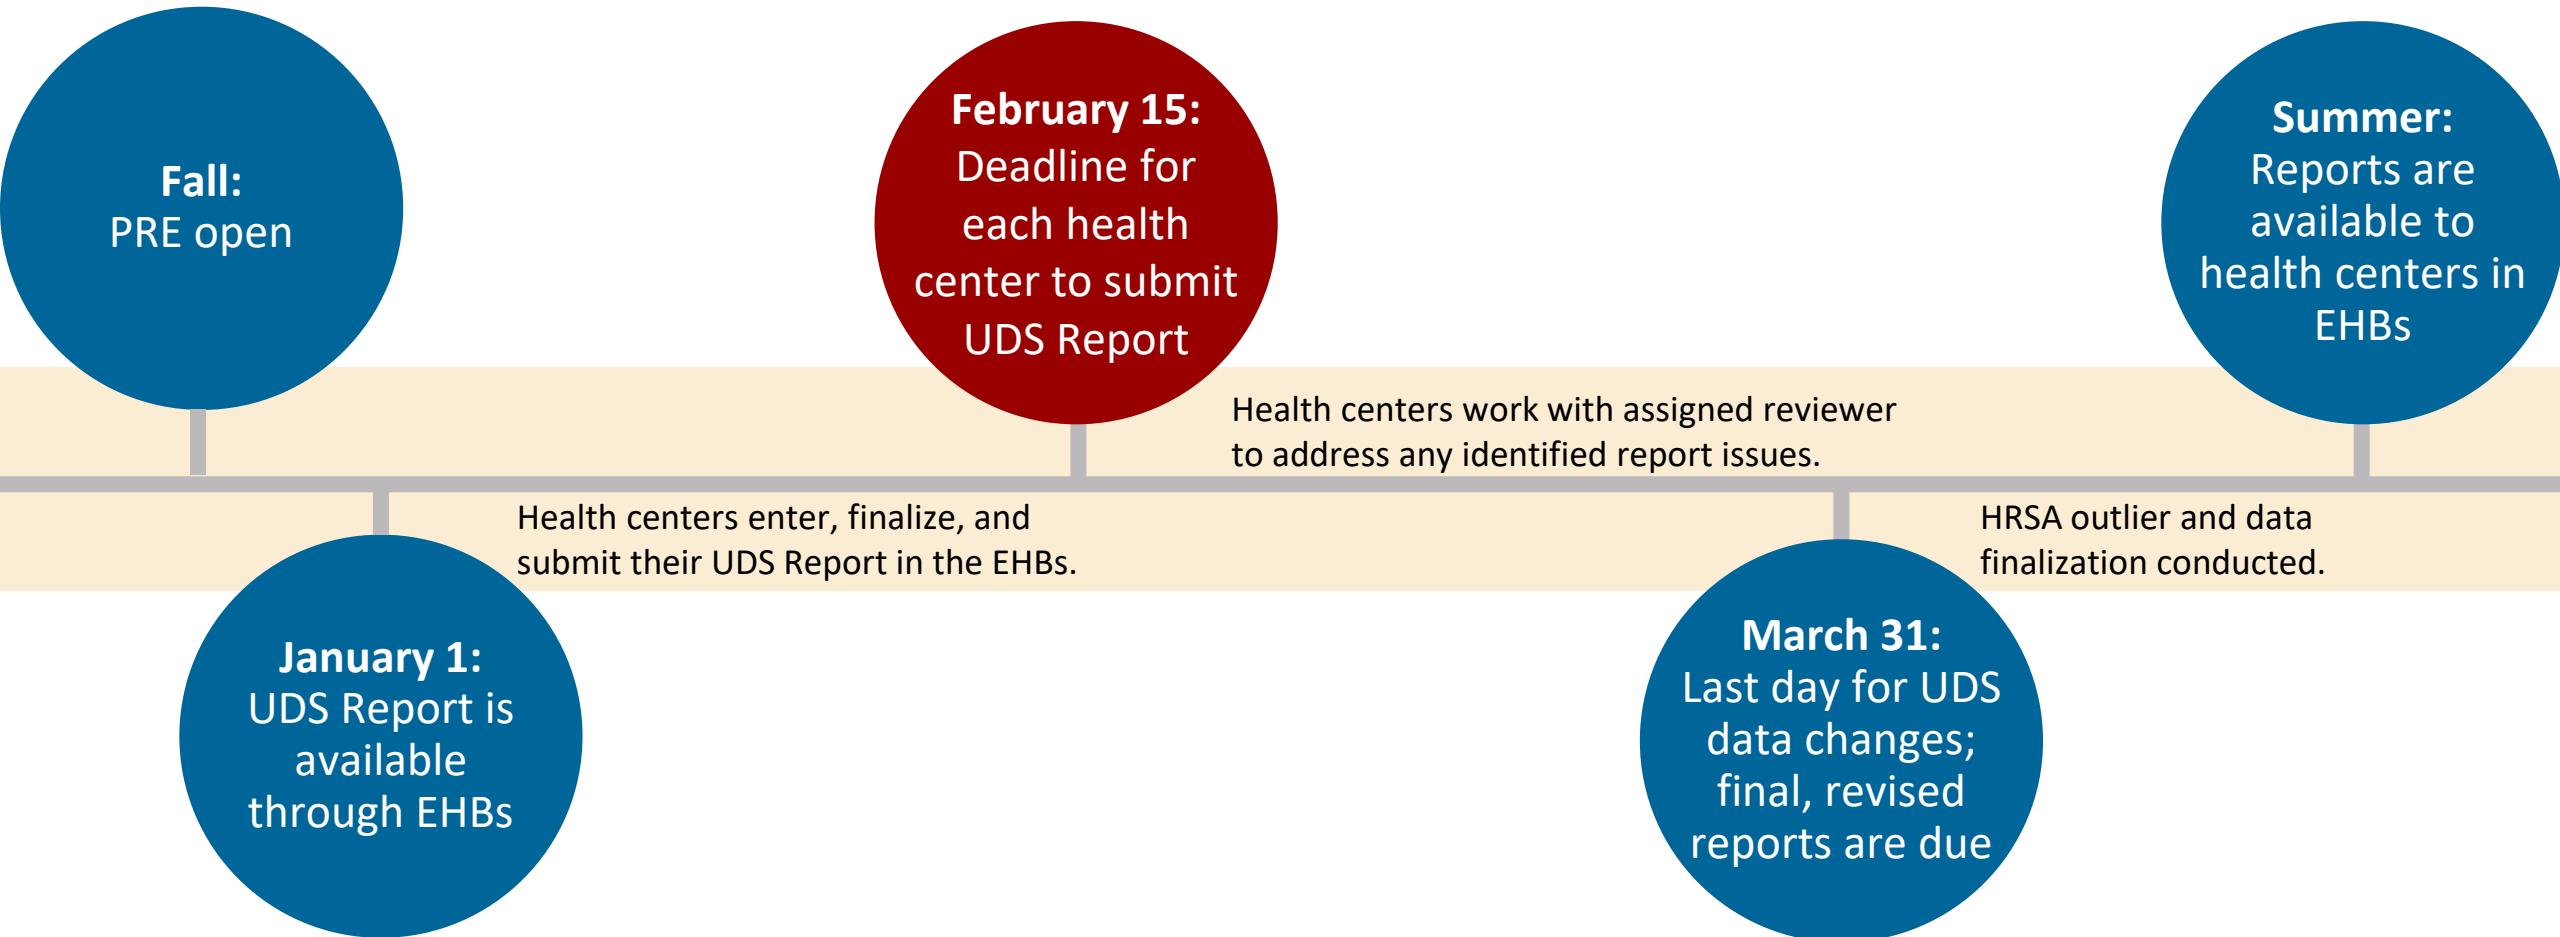 Fall:
PRE open
February 15:
Deadline for
each health
center to submit
UDS Report
Summer:
Reports are
available to
health centers in
EHBs
Health centers work with assigned reviewer
to address any identified report issues.
Health centers enter, finalize, and
submit their UDS Report in the EHBs.
HRSA outlier and data
finalization conducted.
January 1:
UDS Report is
available
through EHBs
March 31:
Last day for UDS
data changes;
final, revised
reports are due